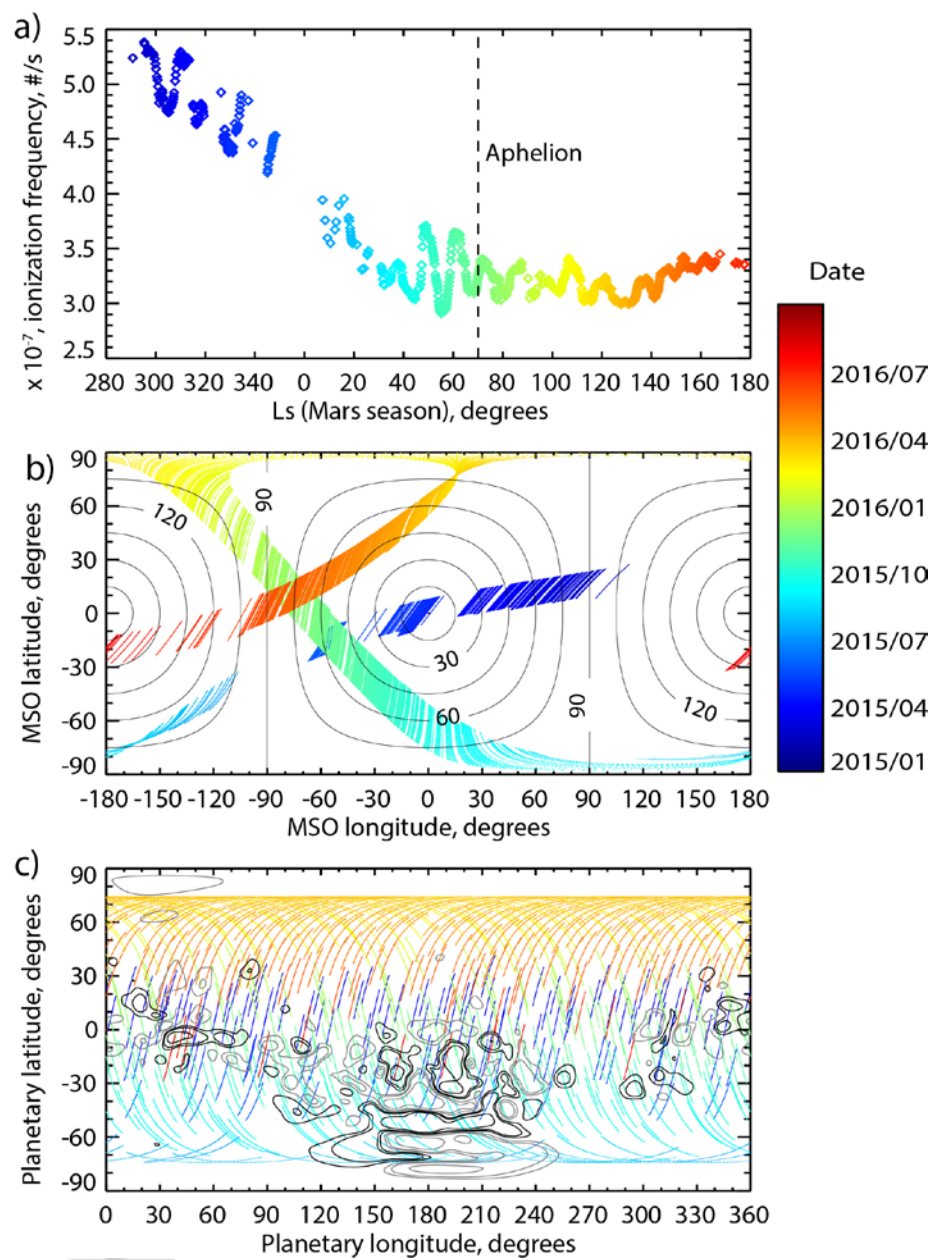 a)
5.5
5.0
4.5
4.0
3.5
3.0
2.5
x 10⁻⁷, ionization frequency, #/s
Aphelion
280 300 320 340 0 20 40 60 80 100 120 140 160 180
Ls (Mars season), degrees
Date
2016/07
2016/04
2016/01
2015/10
2015/07
2015/04
2015/01
b)
90
60
30
0
-30
-60
-90
MSO latitude, degrees
120
90
30
60
90
120
-180 -150 -120 -90 -60 -30 0 30 60 90 120 150 180
MSO longitude, degrees
c)
90
60
30
0
-30
-60
-90
Planetary latitude, degrees
0 30 60 90 120 150 180 210 240 270 300 330 360
Planetary longitude, degrees